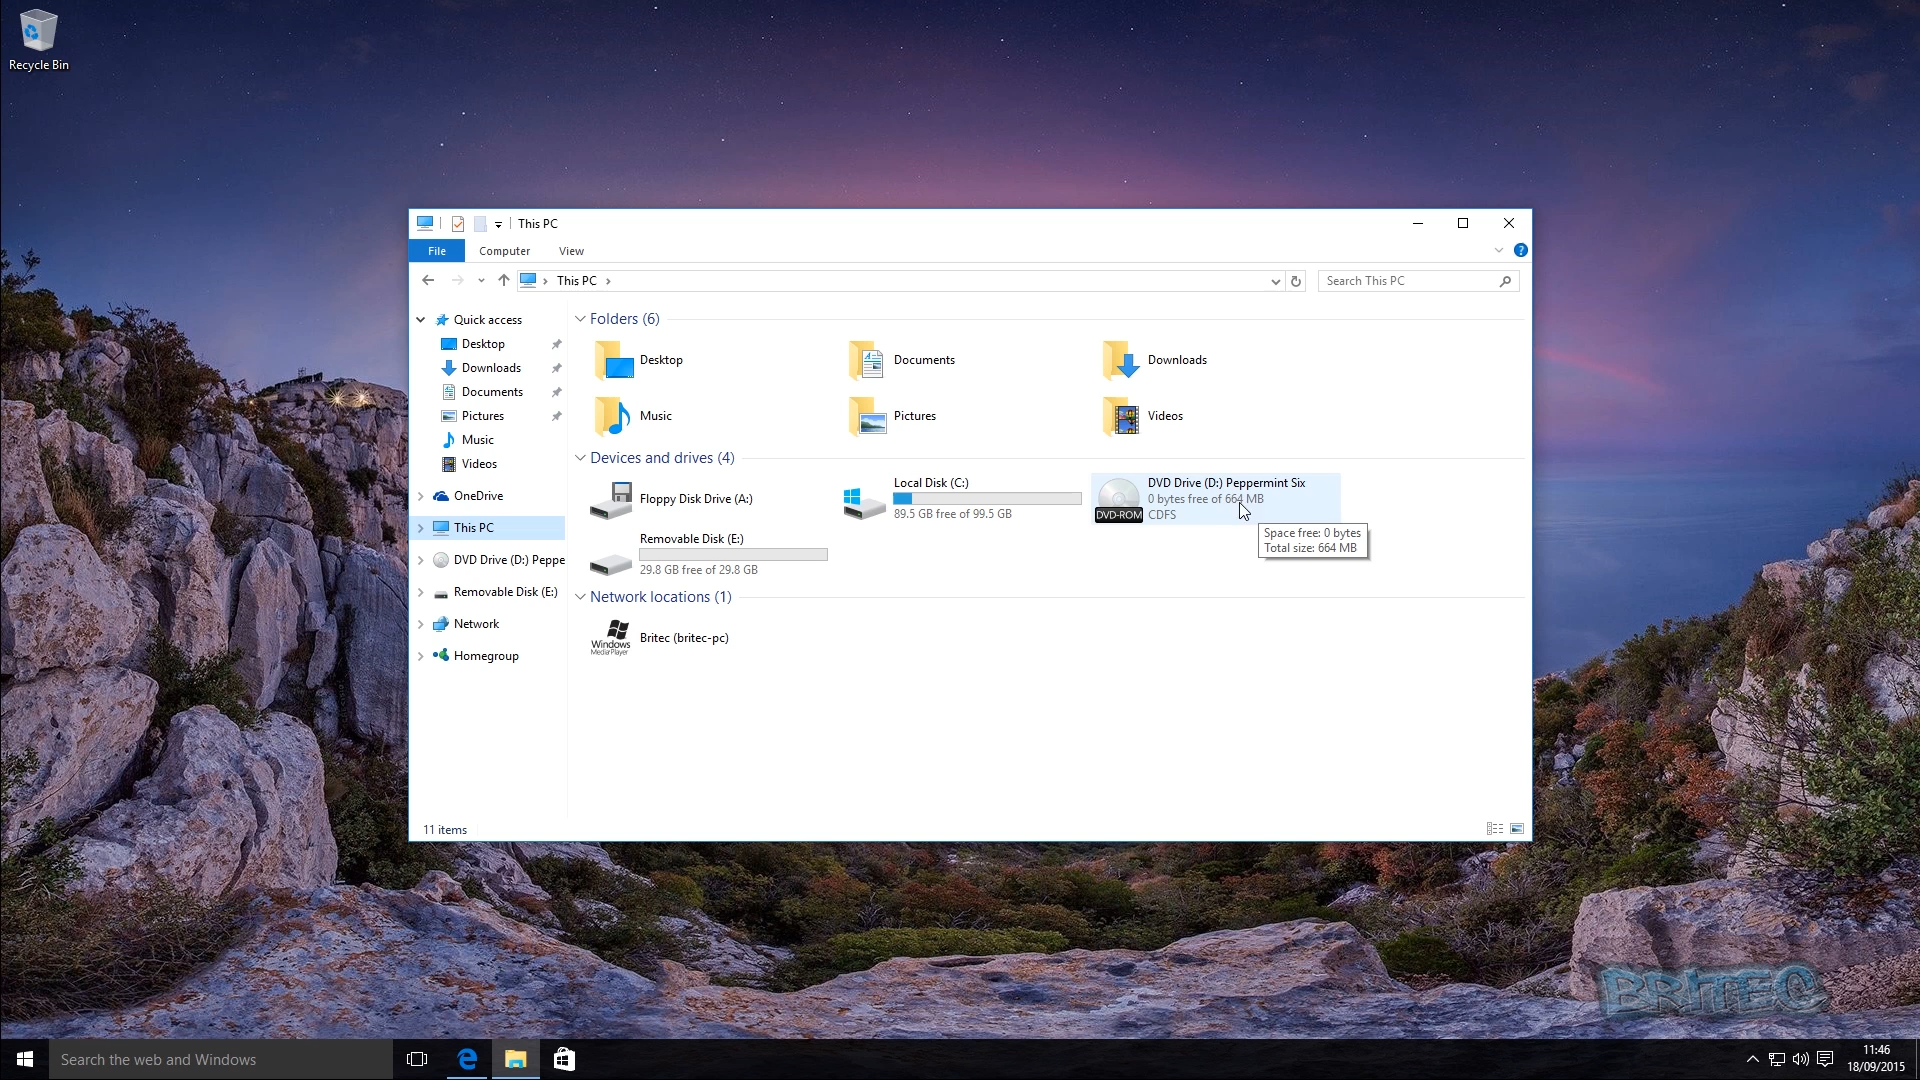 Recycle Bin
This PC
File
Computer
View
This PC
Search This PC
Quick access
Desktop
Downloads
Documents
Pictures
Music
Videos
OneDrive
This PC
DVD Drive (D:) Peppe
Removable Disk (E:)
Network
Homegroup
Folders (6)
Desktop
Documents
Downloads
Music
Pictures
Videos
Devices and drives (4)
Floppy Disk Drive (A:)
Local Disk (C:)
89.5 GB free of 99.5 GB
DVD-ROM
DVD Drive (D:) Peppermint Six
0 bytes free of 664 MB
CDFS
Space free: 0 bytes
Total size: 664 MB
Removable Disk (E:)
29.8 GB free of 29.8 GB
Network locations (1)
Windows
MediaPlayer
Britec (britec-pc)
11 items
BRITEC
Search the web and Windows
11:46
18/09/2015